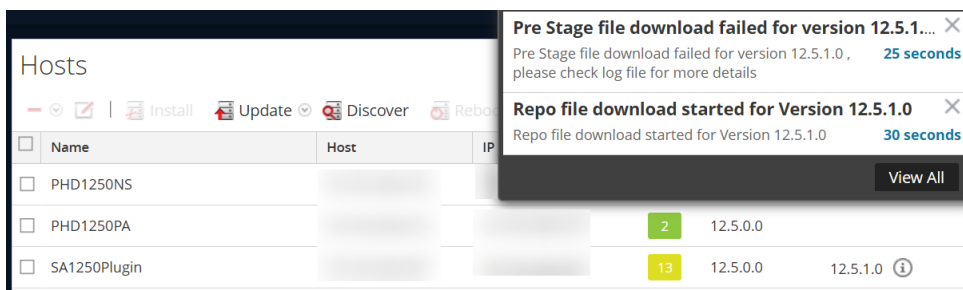 Hosts
Install Update Discover Reboo
Name Host IP
PHD1250NS
PHD1250PA 2 12.5.0.0
SA1250Plugin 13 12.5.0.0 12.5.1.0
Pre Stage file download failed for version 12.5.1....
Pre Stage file download failed for version 12.5.1.0 , 25 seconds
please check log file for more details
Repo file download started for Version 12.5.1.0
Repo file download started for Version 12.5.1.0 30 seconds
View All